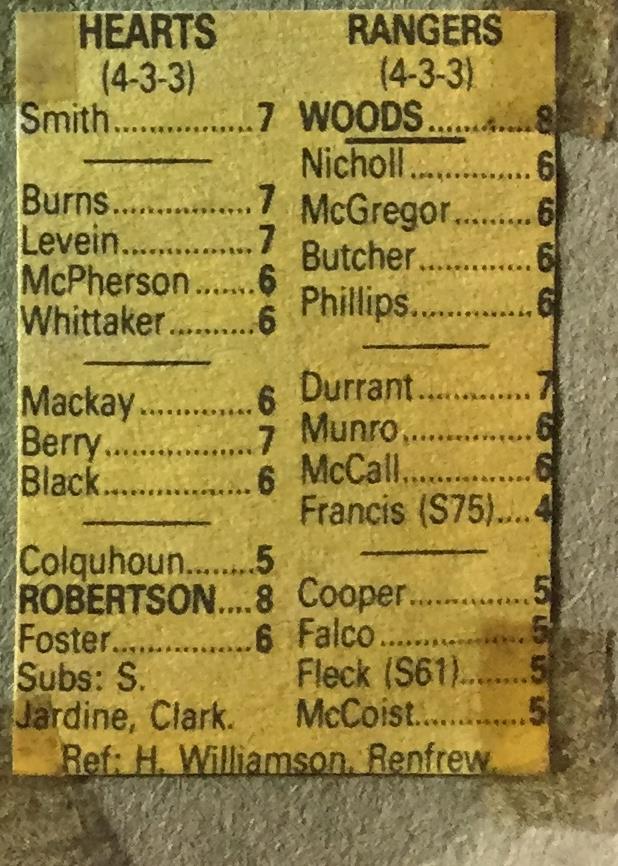 HEARTS
(4-3-3)
Smith................7
Burns................7
Levein...............7
McPherson.......6
Whittaker..........6
Mackay.............6
Berry.................7
Black.................6
Colquhoun........5
ROBERTSON....8
Foster................6
Subs: S.
Jardine, Clark.
RANGERS
(4-3-3)
WOODS............8
Nicholl..............6
McGregor.........6
Butcher.............6
Phillips..............6
Durrant.............7
Munro...............6
McCall...............6
Francis (S75)....4
Cooper..............5
Falco.................5
Fleck (S61)........5
McCoist.............5
Ref: H. Williamson, Renfrew.